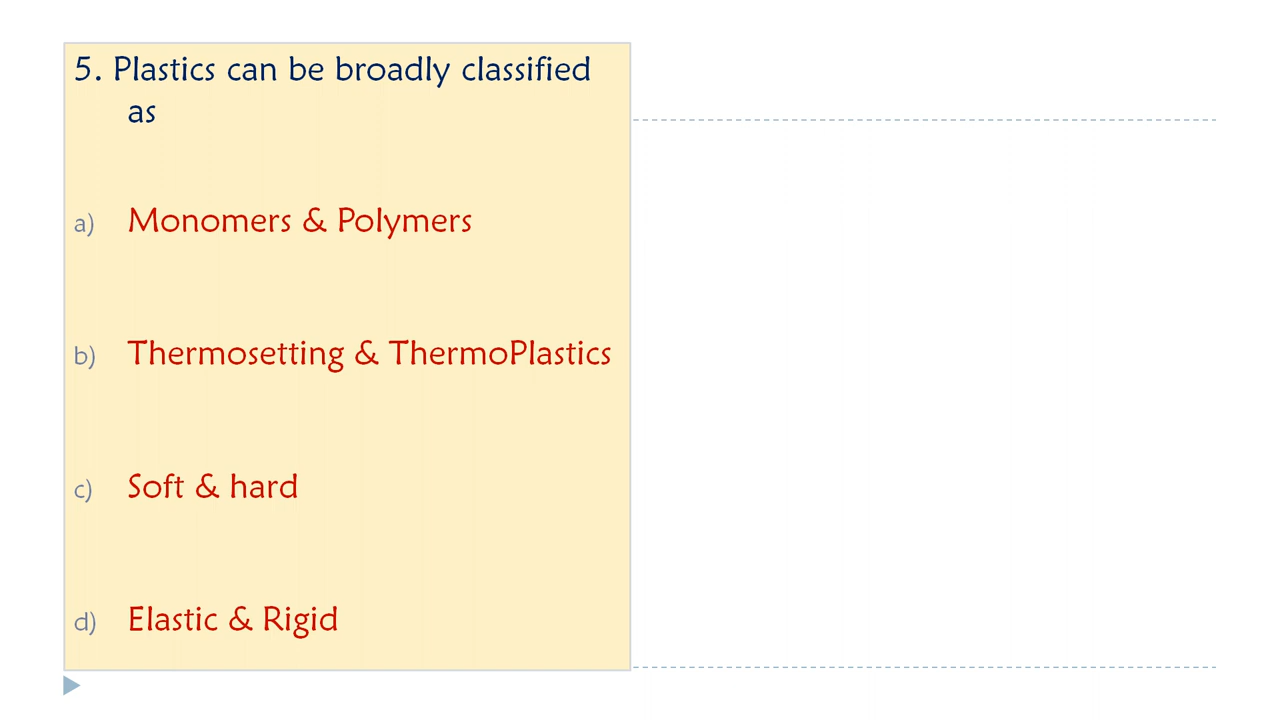 5. Plastics can be broadly classified
as
a) Monomers & Polymers
b) Thermosetting & ThermoPlastics
c) Soft & hard
d) Elastic & Rigid